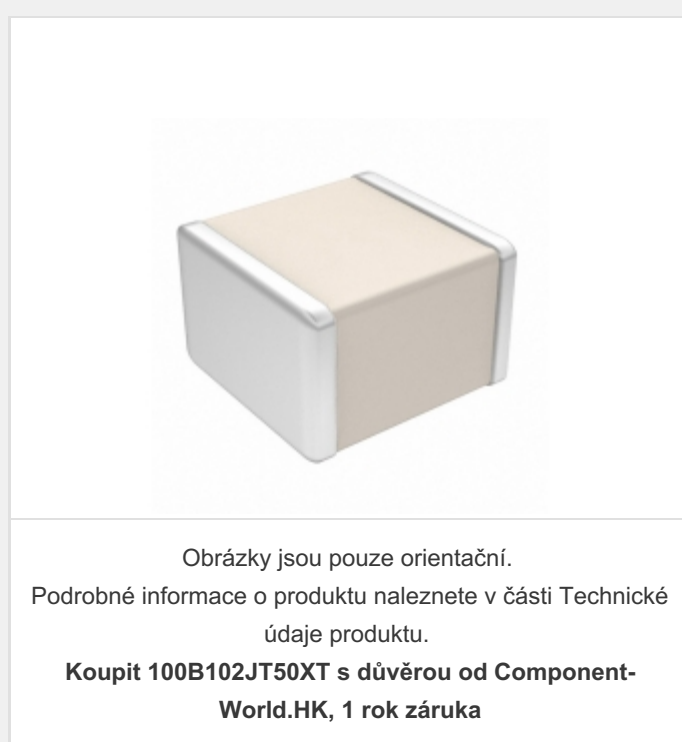 Obrázky jsou pouze orientační.
Podrobné informace o produktu naleznete v části Technické
údaje produktu.
Koupit 100B102JT50XT s důvěrou od Component-
World.HK, 1 rok záruka